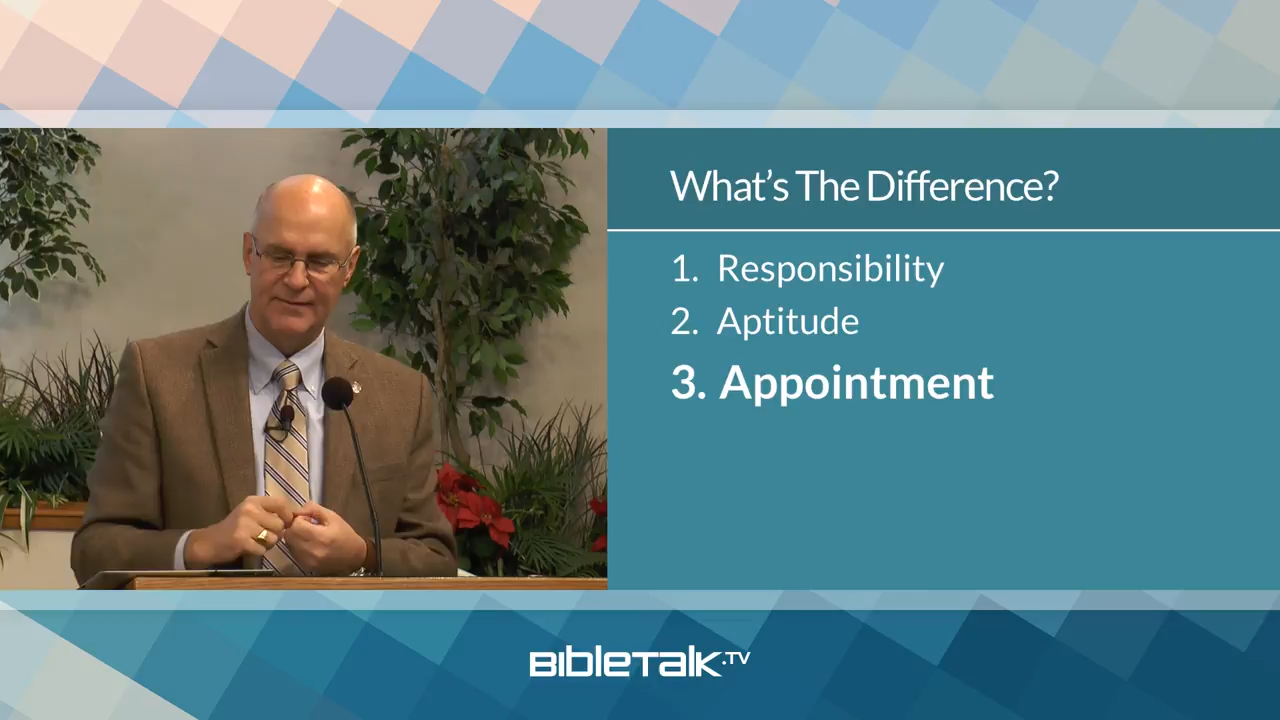 What's The Difference?
1. Responsibility
2. Aptitude
3. Appointment
BIBLETALK.TV